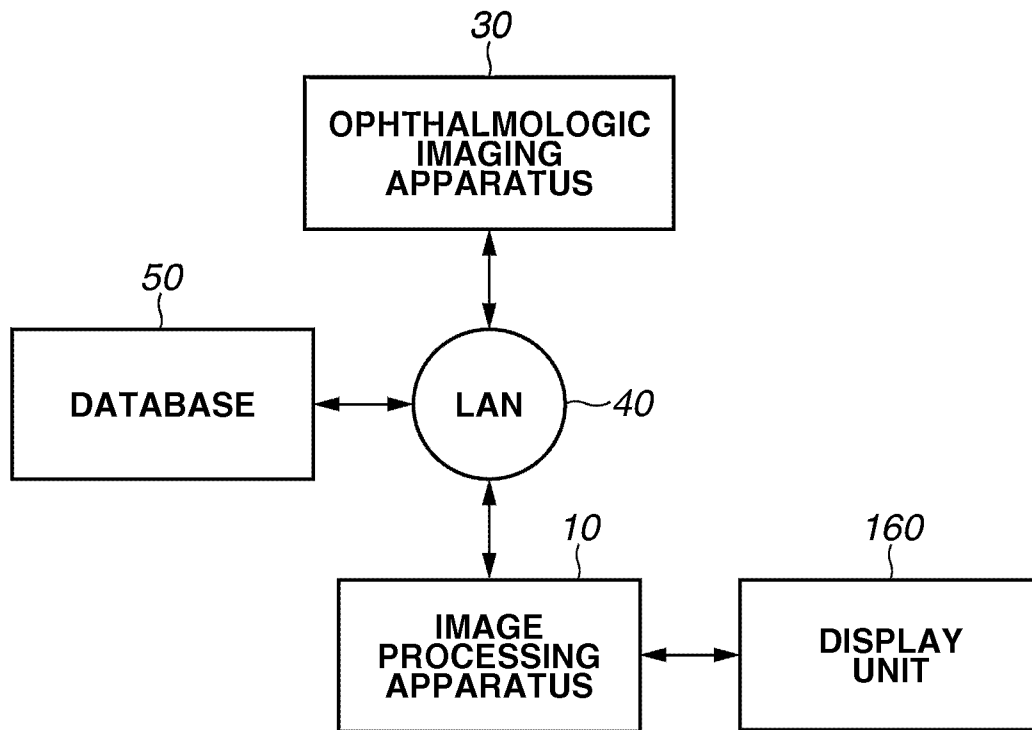 30
OPHTHALMOLOGIC
IMAGING
APPARATUS
50
DATABASE
LAN
40
10
IMAGE
PROCESSING
APPARATUS
160
DISPLAY
UNIT